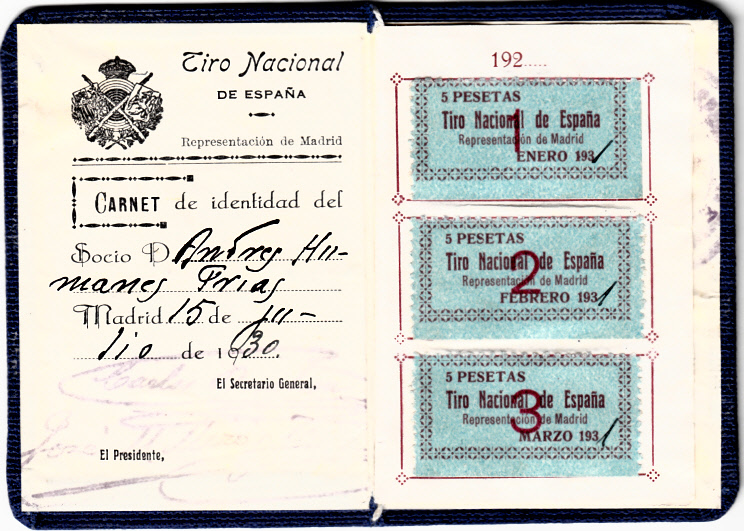 Tiro Nacional
DE ESPAÑA
Representación de Madrid
CARNET de identidad del
Socio D. Andres Hu-
manes Frias
Madrid 15 de ju-
lio de 1930.
El Secretario General,
El Presidente,
192.....
5 PESETAS
Tiro Nacional de España
Representación de Madrid
ENERO 1931
1
5 PESETAS
Tiro Nacional de España
Representación de Madrid
FEBRERO 1931
2
5 PESETAS
Tiro Nacional de España
Representación de Madrid
MARZO 1931
3